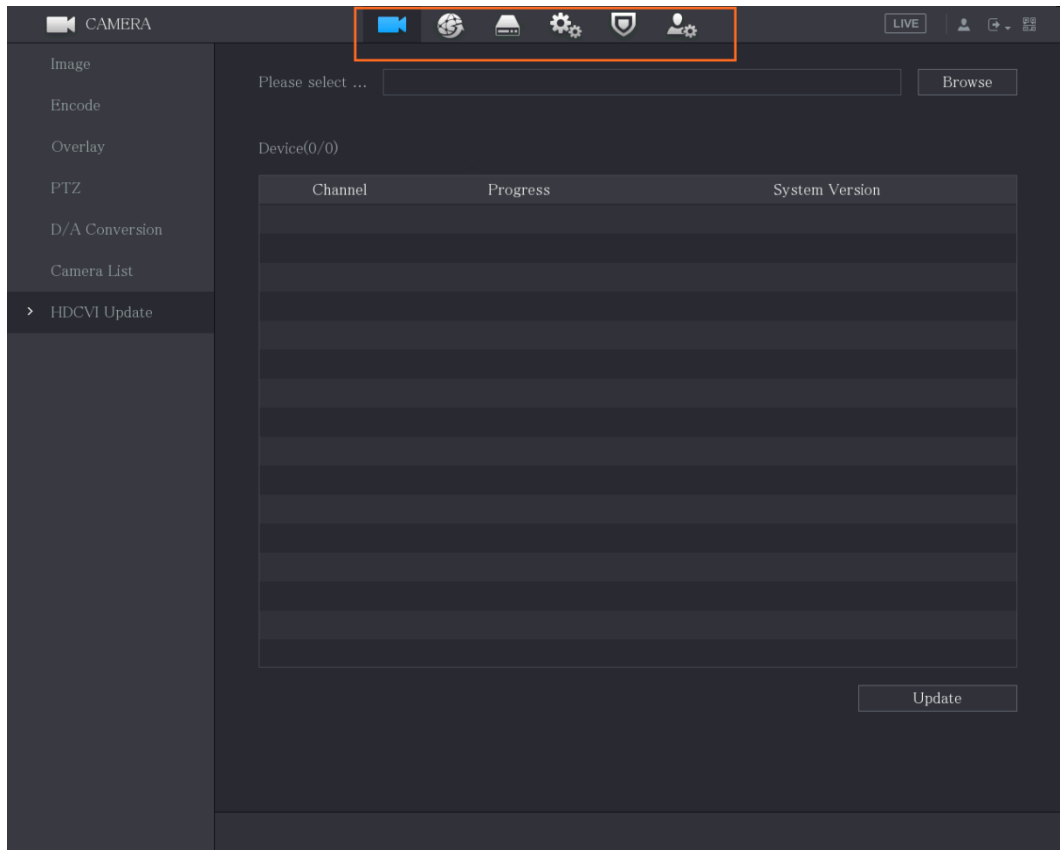 CAMERA
LIVE
Image
Encode
Overlay
PTZ
D/A Conversion
Camera List
HDCVI Update
Please select ...
Browse
Device(0/0)
Channel Progress System Version
Update